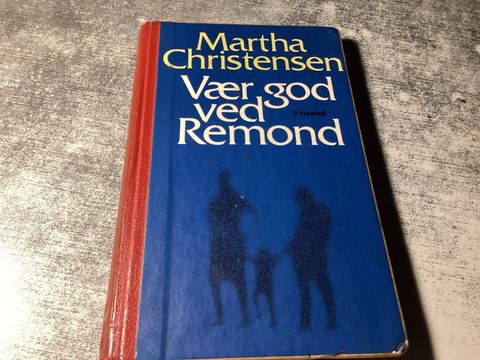 Martha
Christensen
Vær god
ved
Remond
Fremad